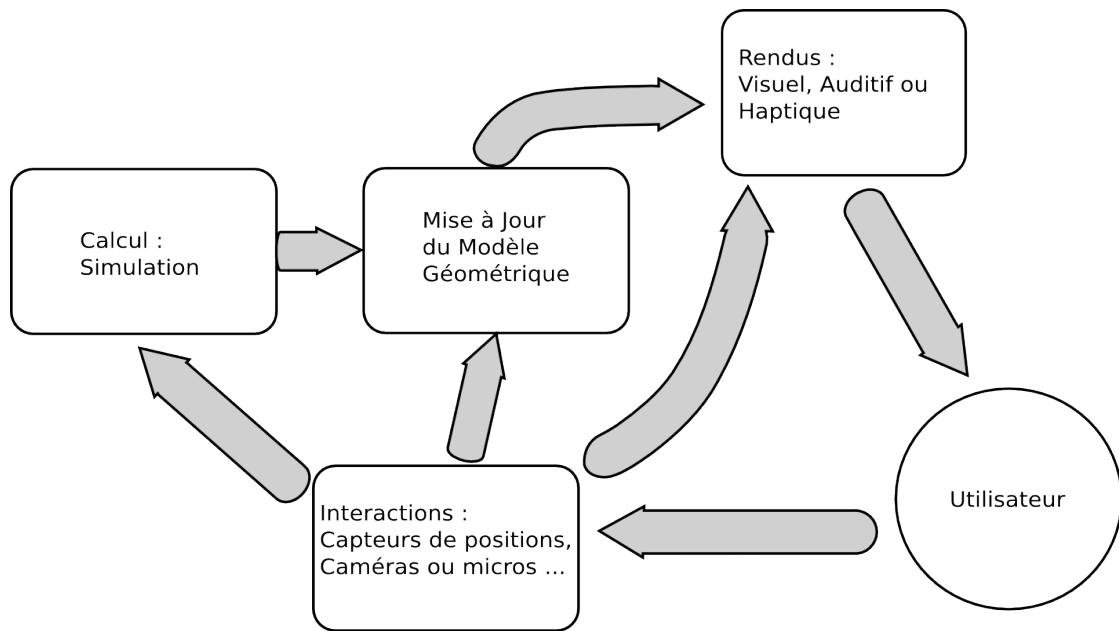 Rendus :
Visuel, Auditif ou
Haptique
Calcul :
Simulation
Mise à Jour
du Modèle
Géométrique
Interactions :
Capteurs de positions,
Caméras ou micros ...
Utilisateur